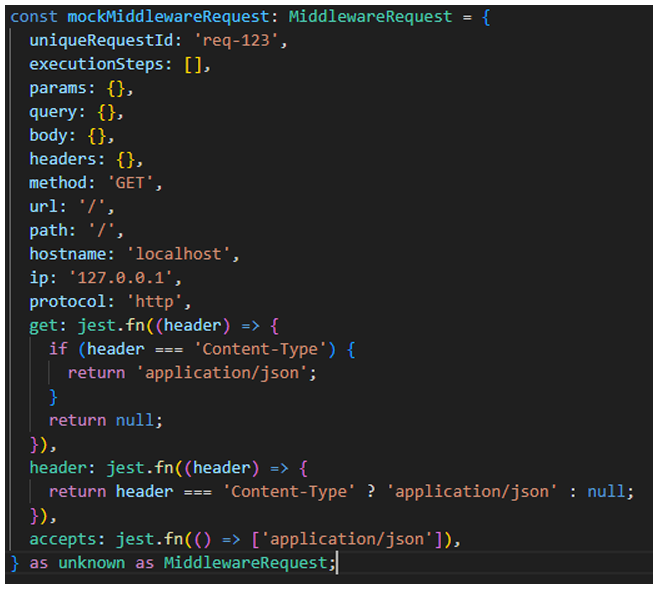 const mockMiddlewareRequest: MiddlewareRequest = {
  uniqueRequestId: 'req-123',
  executionSteps: [],
  params: {},
  query: {},
  body: {},
  headers: {},
  method: 'GET',
  url: '/',
  path: '/',
  hostname: 'localhost',
  ip: '127.0.0.1',
  protocol: 'http',
  get: jest.fn((header) => {
    if (header === 'Content-Type') {
      return 'application/json';
    }
    return null;
  }),
  header: jest.fn((header) => {
    return header === 'Content-Type' ? 'application/json' : null;
  }),
  accepts: jest.fn(() => ['application/json']),
} as unknown as MiddlewareRequest;